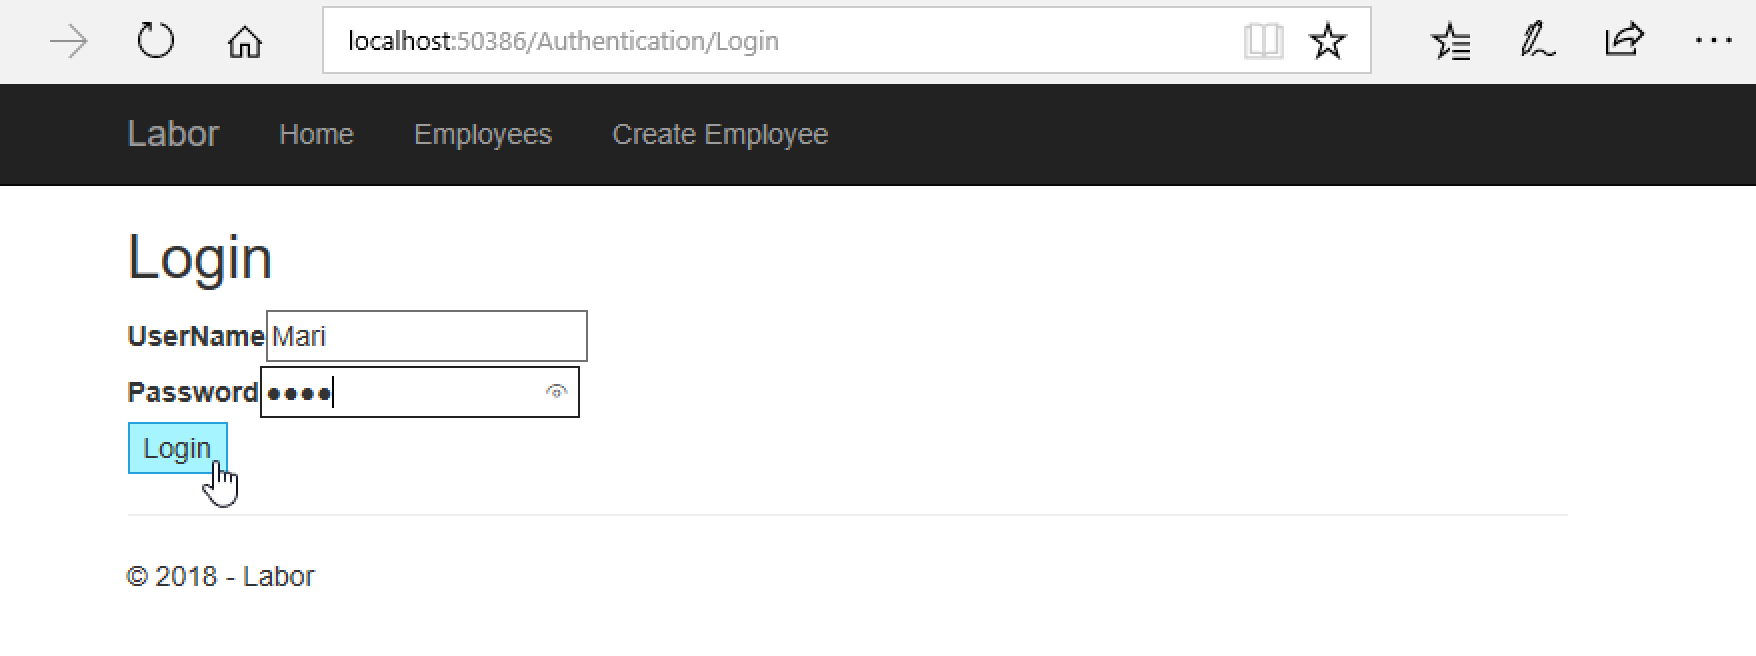 localhost:50386/Authentication/Login
Labor Home Employees Create Employee
Login
UserName Mari
Password ••••
Login
© 2018 - Labor